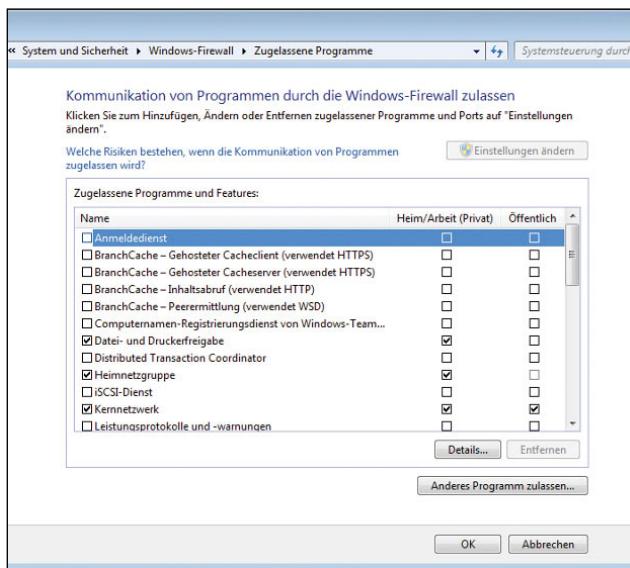 « System und Sicherheit ▸ Windows-Firewall ▸ Zugelassene Programme
Systemsteuerung durch
Kommunikation von Programmen durch die Windows-Firewall zulassen
Klicken Sie zum Hinzufügen, Ändern oder Entfernen zugelassener Programme und Ports auf "Einstellungen
ändern".
Welche Risiken bestehen, wenn die Kommunikation von Programmen
zugelassen wird?
Einstellungen ändern
Zugelassene Programme und Features:
Name Heim/Arbeit (Privat) Öffentlich
Anmeldedienst
BranchCache – Gehosteter Cacheclient (verwendet HTTPS)
BranchCache – Gehosteter Cacheserver (verwendet HTTPS)
BranchCache – Inhaltsabruf (verwendet HTTP)
BranchCache – Peerermittlung (verwendet WSD)
Computernamen-Registrierungsdienst von Windows-Team...
Datei- und Druckerfreigabe
Distributed Transaction Coordinator
Heimnetzgruppe
iSCSI-Dienst
Kernnetzwerk
Leistungsprotokolle und -warnungen
Details... Entfernen
Anderes Programm zulassen...
OK Abbrechen